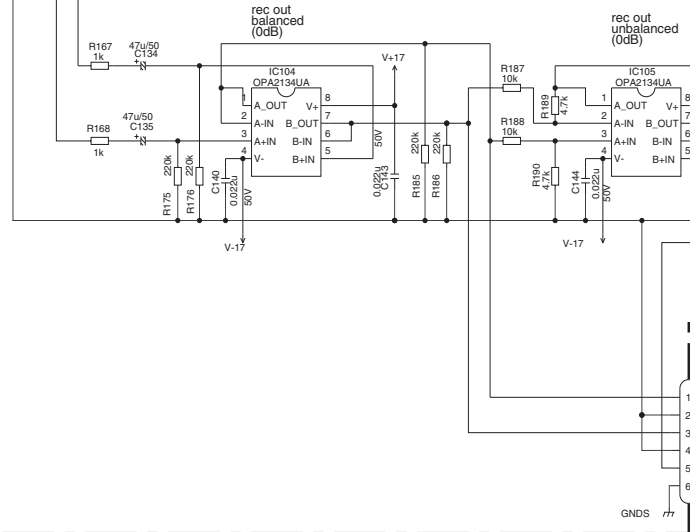 rec out
balanced
(0dB)
rec out
unbalanced
(0dB)
R167
1k
47u/50
C134
+
V+17
IC104
OPA2134UA
1
A_OUT
V+
8
2
A-IN
B_OUT
7
3
A+IN
B-IN
6
4
V-
B+IN
5
R168
1k
47u/50
C135
+
R175
220k
R176
220k
C140
0.022u
50V
V-17
50V
0.022u
C143
R185
220k
R186
220k
R187
10k
R188
10k
R189
4.7k
R190
4.7k
IC105
OPA2134UA
1
A_OUT
V+
8
2
A-IN
B_OUT
7
3
A+IN
B-IN
6
4
V-
B+IN
5
C144
0.022u
50V
V-17
1
2
3
4
5
6
GNDS